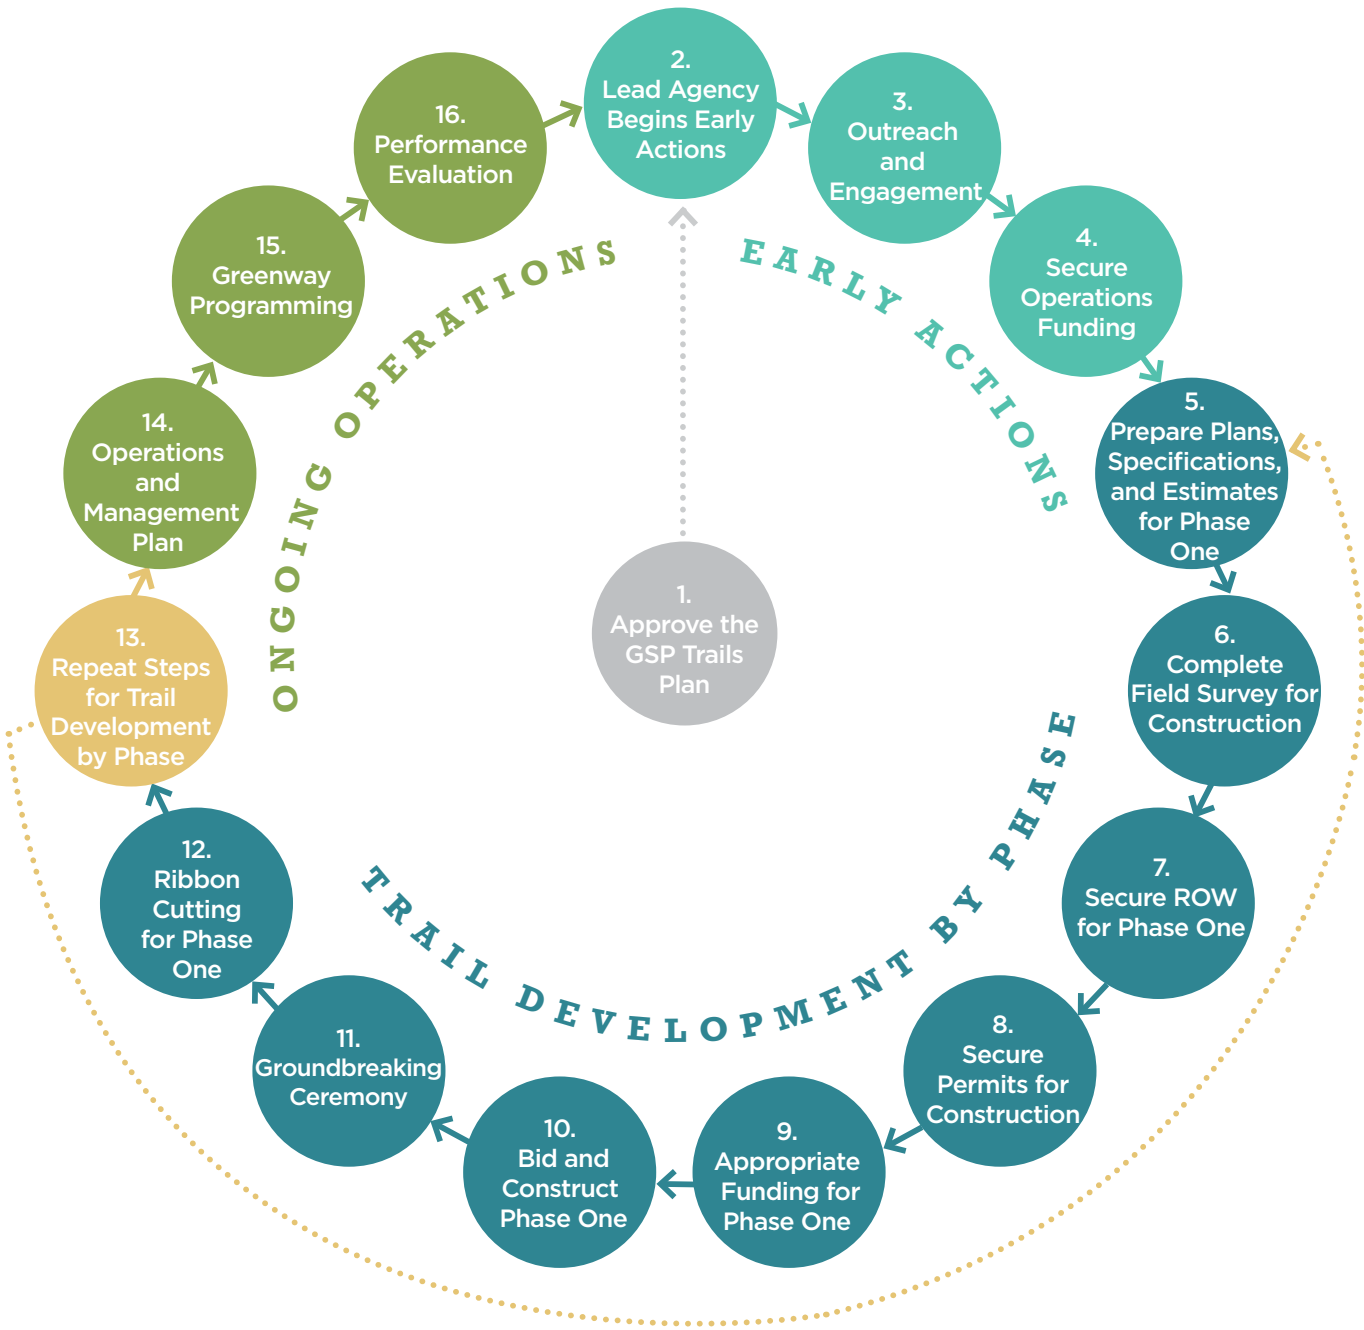 1.
Approve the
GSP Trails
Plan
EARLY ACTIONS
2.
Lead Agency
Begins Early
Actions
3.
Outreach
and
Engagement
4.
Secure
Operations
Funding
TRAIL DEVELOPMENT BY PHASE
5.
Prepare Plans,
Specifications,
and Estimates
for Phase
One
6.
Complete
Field Survey for
Construction
7.
Secure ROW
for Phase One
8.
Secure
Permits for
Construction
9.
Appropriate
Funding for
Phase One
10.
Bid and
Construct
Phase One
11.
Groundbreaking
Ceremony
12.
Ribbon
Cutting
for Phase
One
13.
Repeat Steps
for Trail
Development
by Phase
ONGOING OPERATIONS
14.
Operations
and
Management
Plan
15.
Greenway
Programming
16.
Performance
Evaluation